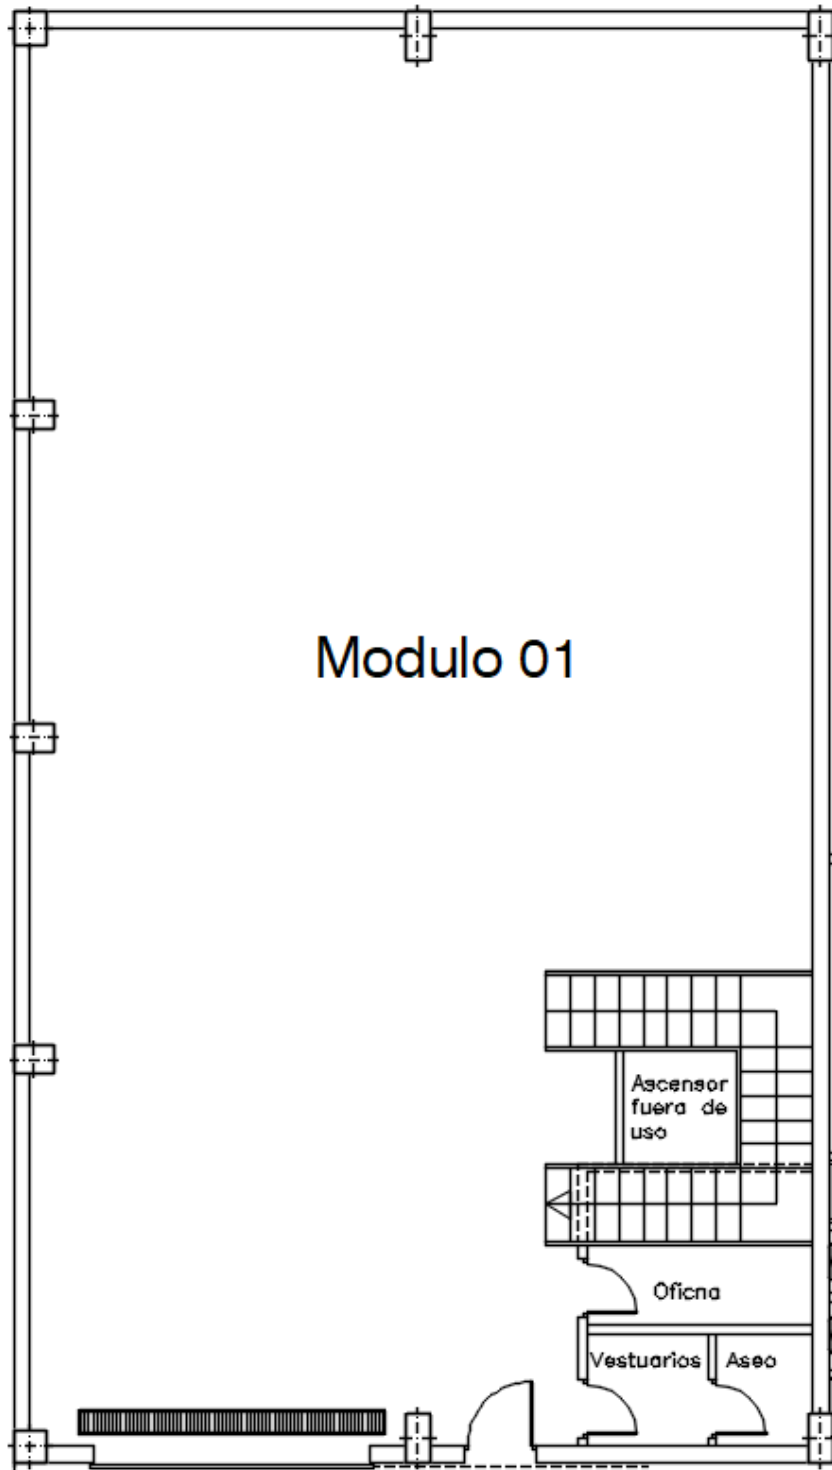 Modulo 01
Ascensor
fuera de
uso
Oficna
Vestuarios Aseo